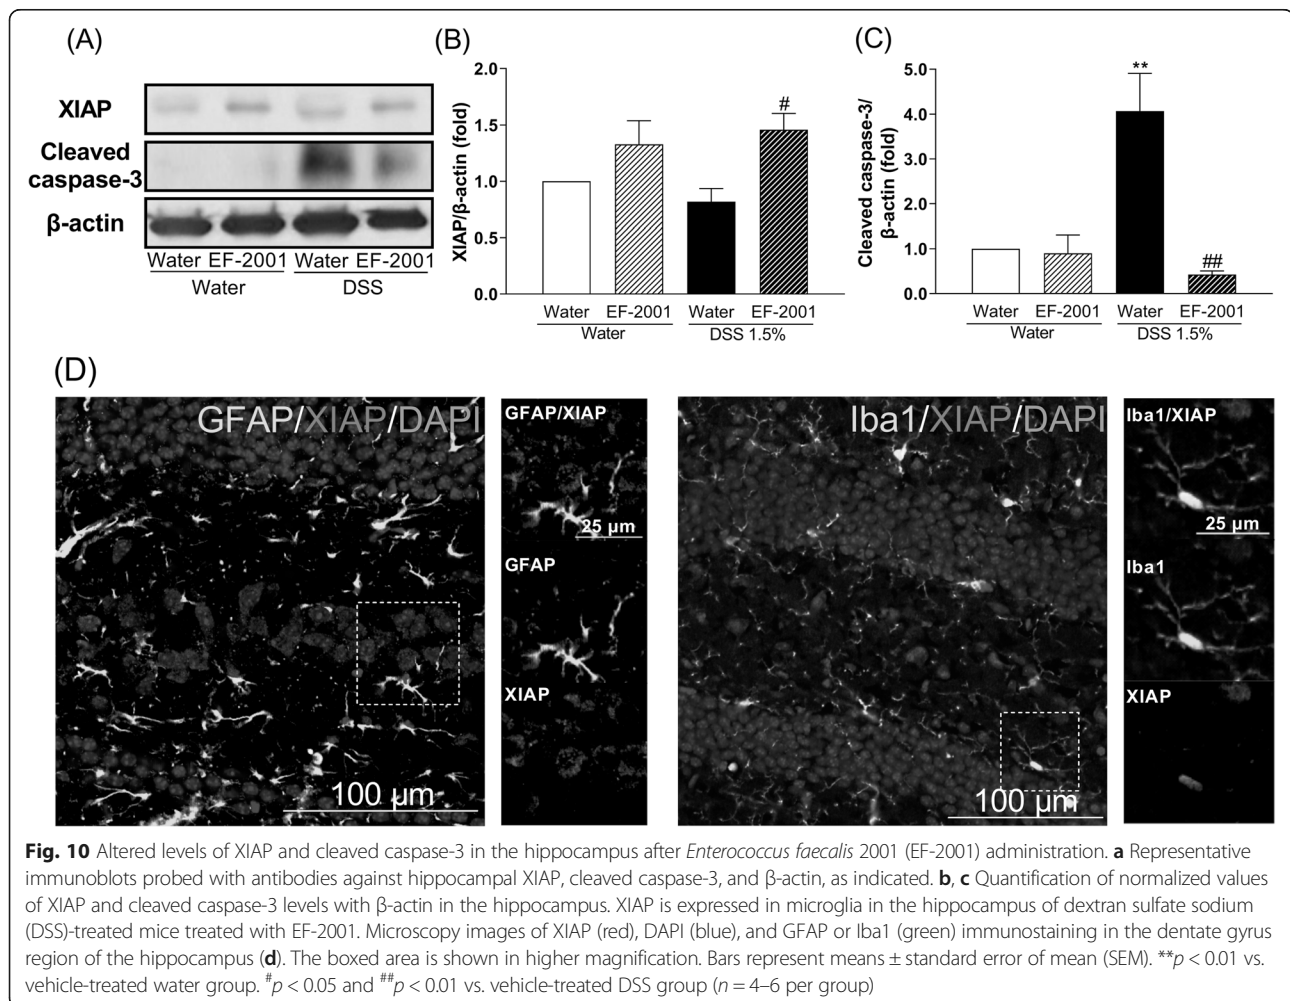 (A)
XIAP
Cleaved
caspase-3
β-actin
Water EF-2001 Water EF-2001
Water DSS
(B)
XIAP/β-actin (fold)
2.0
1.5
1.0
0.5
0.0
#
Water EF-2001 Water EF-2001
Water DSS 1.5%
(C)
Cleaved caspase-3/
β-actin (fold)
5.0
4.0
3.0
2.0
1.0
0.0
**
##
Water EF-2001 Water EF-2001
Water DSS 1.5%
(D)
GFAP/XIAP/DAPI
100 µm
GFAP/XIAP
25 µm
GFAP
XIAP
Iba1/XIAP/DAPI
100 µm
Iba1/XIAP
25 µm
Iba1
XIAP
Fig. 10 Altered levels of XIAP and cleaved caspase-3 in the hippocampus after Enterococcus faecalis 2001 (EF-2001) administration. a Representative
immunoblots probed with antibodies against hippocampal XIAP, cleaved caspase-3, and β-actin, as indicated. b, c Quantification of normalized values
of XIAP and cleaved caspase-3 levels with β-actin in the hippocampus. XIAP is expressed in microglia in the hippocampus of dextran sulfate sodium
(DSS)-treated mice treated with EF-2001. Microscopy images of XIAP (red), DAPI (blue), and GFAP or Iba1 (green) immunostaining in the dentate gyrus
region of the hippocampus (d). The boxed area is shown in higher magnification. Bars represent means ± standard error of mean (SEM). **p < 0.01 vs.
vehicle-treated water group. #p < 0.05 and ##p < 0.01 vs. vehicle-treated DSS group (n = 4–6 per group)